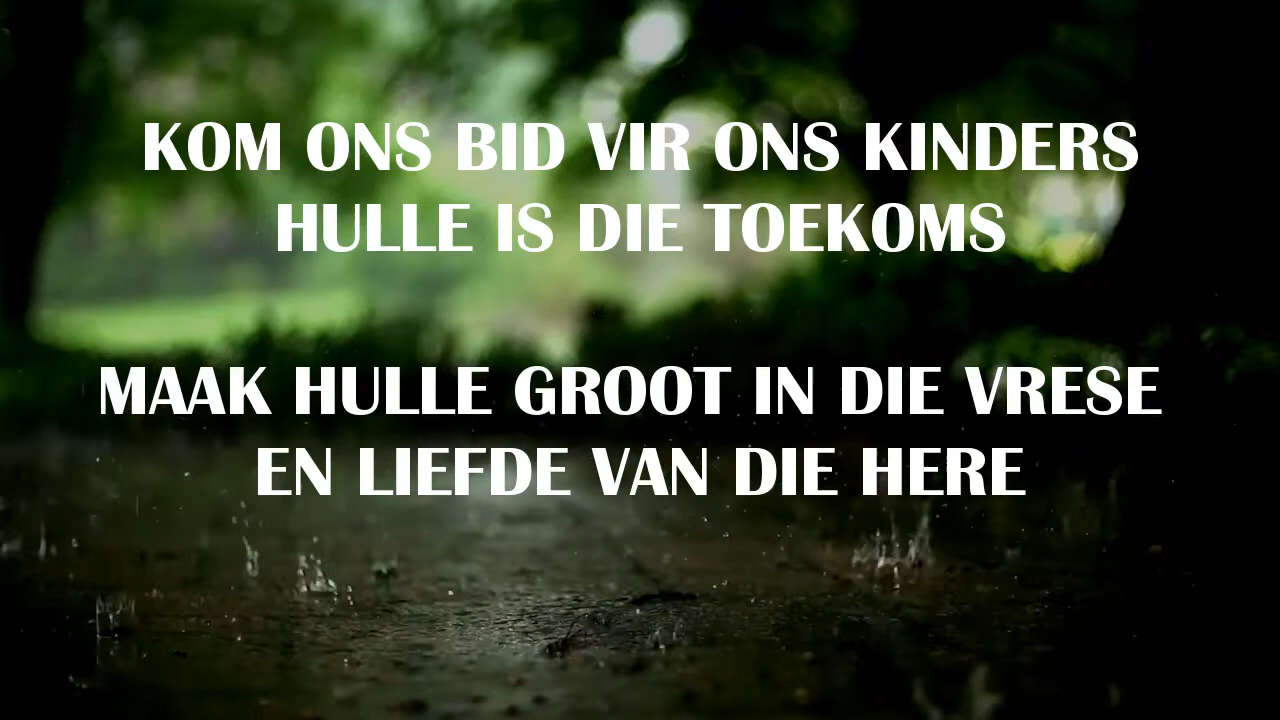 KOM ONS BID VIR ONS KINDERS
HULLE IS DIE TOEKOMS
MAAK HULLE GROOT IN DIE VRESE
EN LIEFDE VAN DIE HERE